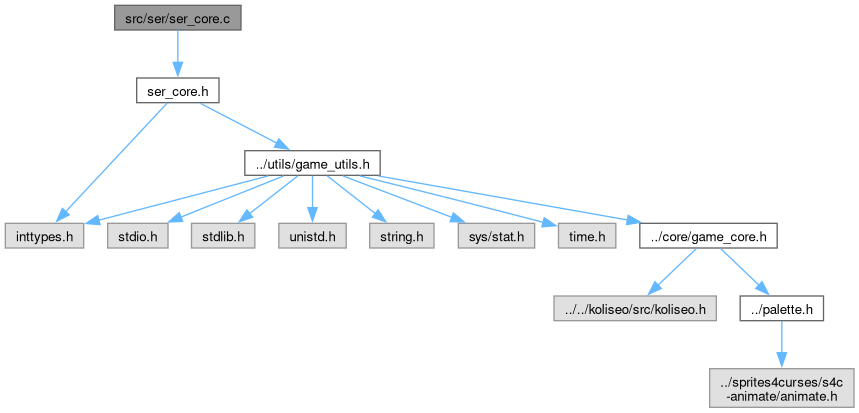 src/ser/ser_core.c
ser_core.h
../utils/game_utils.h
inttypes.h
stdio.h
stdlib.h
unistd.h
string.h
sys/stat.h
time.h
../core/game_core.h
../../koliseo/src/koliseo.h
../palette.h
../sprites4curses/s4c
-animate/animate.h